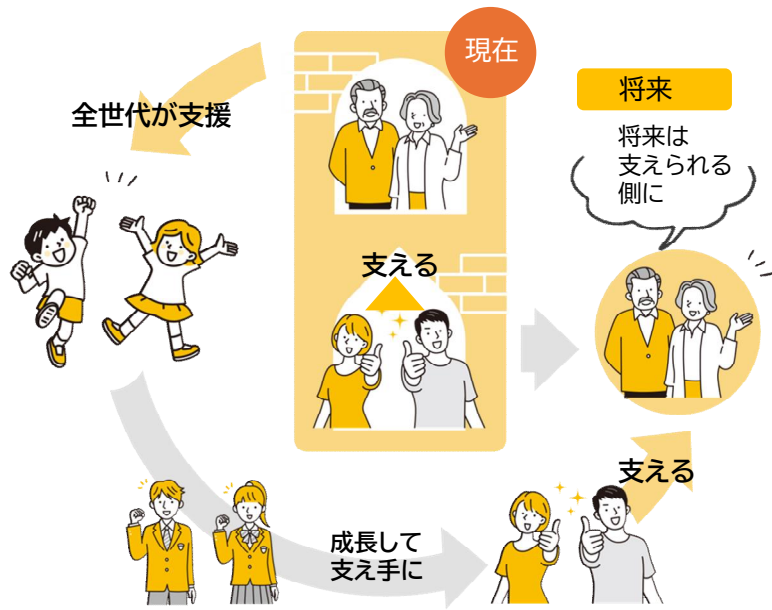 現在
全世代が支援
支える
将来
将来は
支えられる
側に
支える
成長して
支え手に